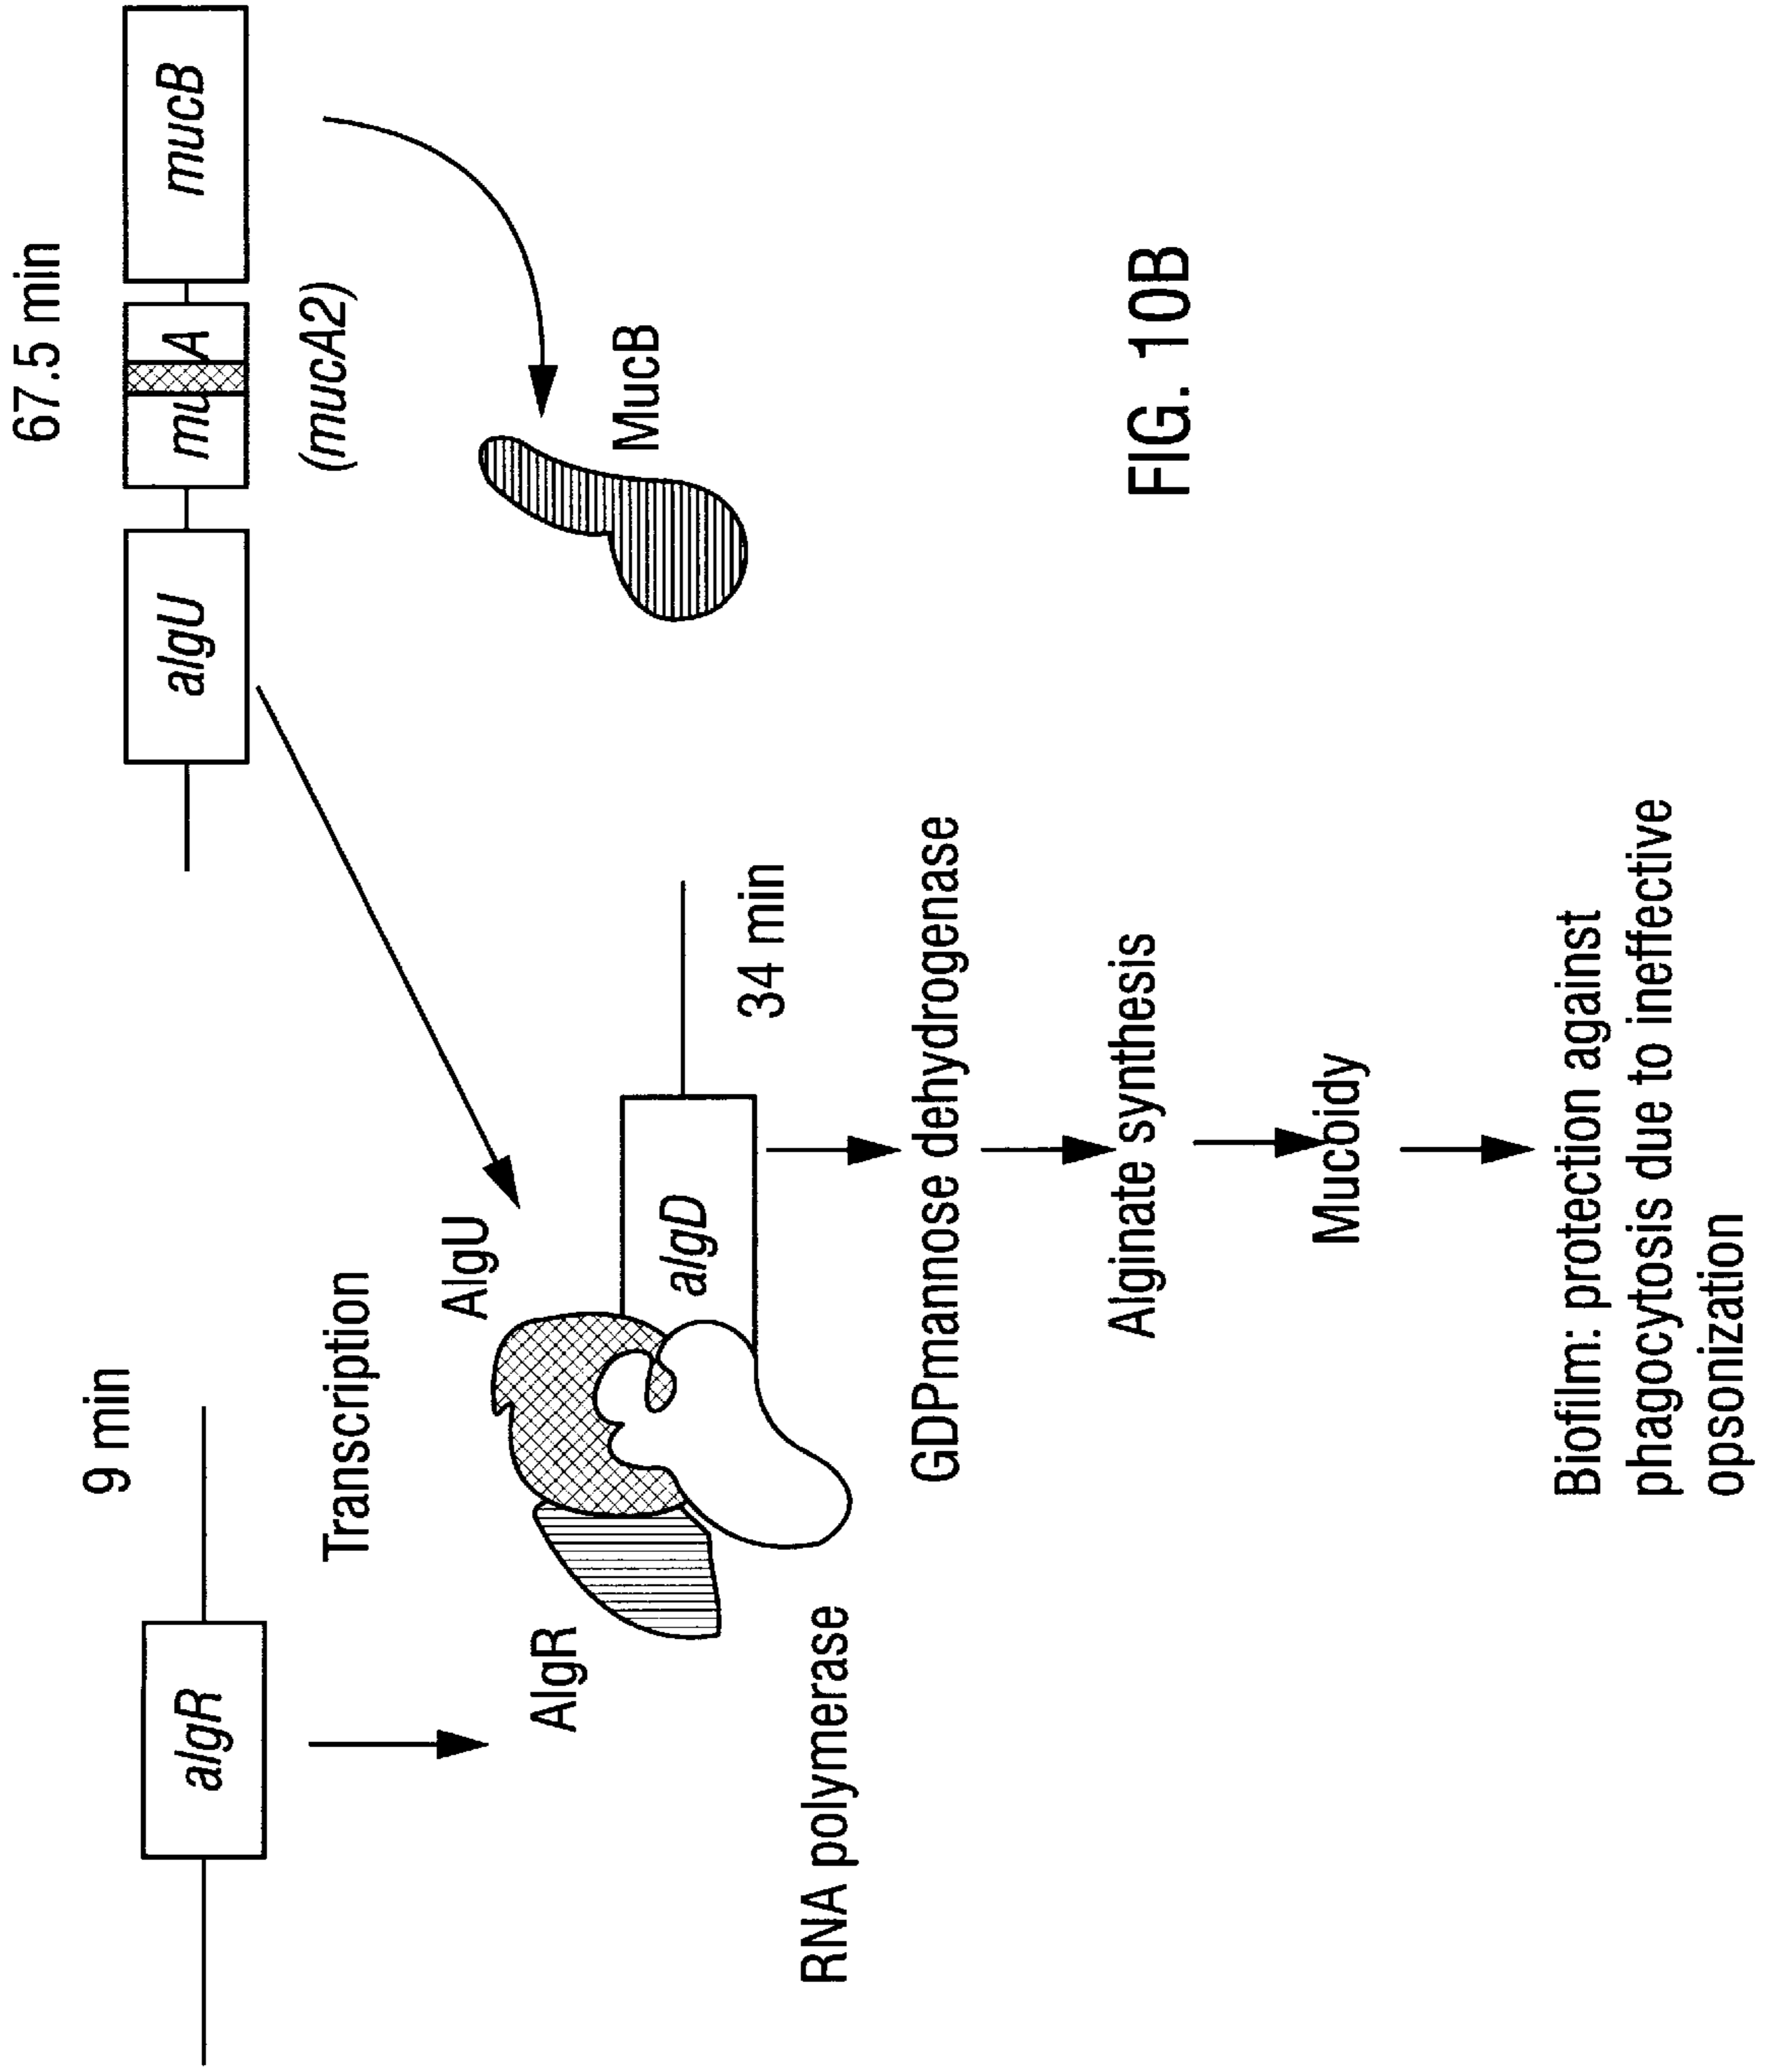 9 min
67.5 min
algR
algU
mu A
mucB
(mucA2)
Transcription
AlgU
AlgR
MucB
algD
34 min
RNA polymerase
GDPmannose dehydrogenase
Alginate synthesis
Mucoidy
Biofilm: protection against
phagocytosis due to ineffective
opsonization
FIG. 10B